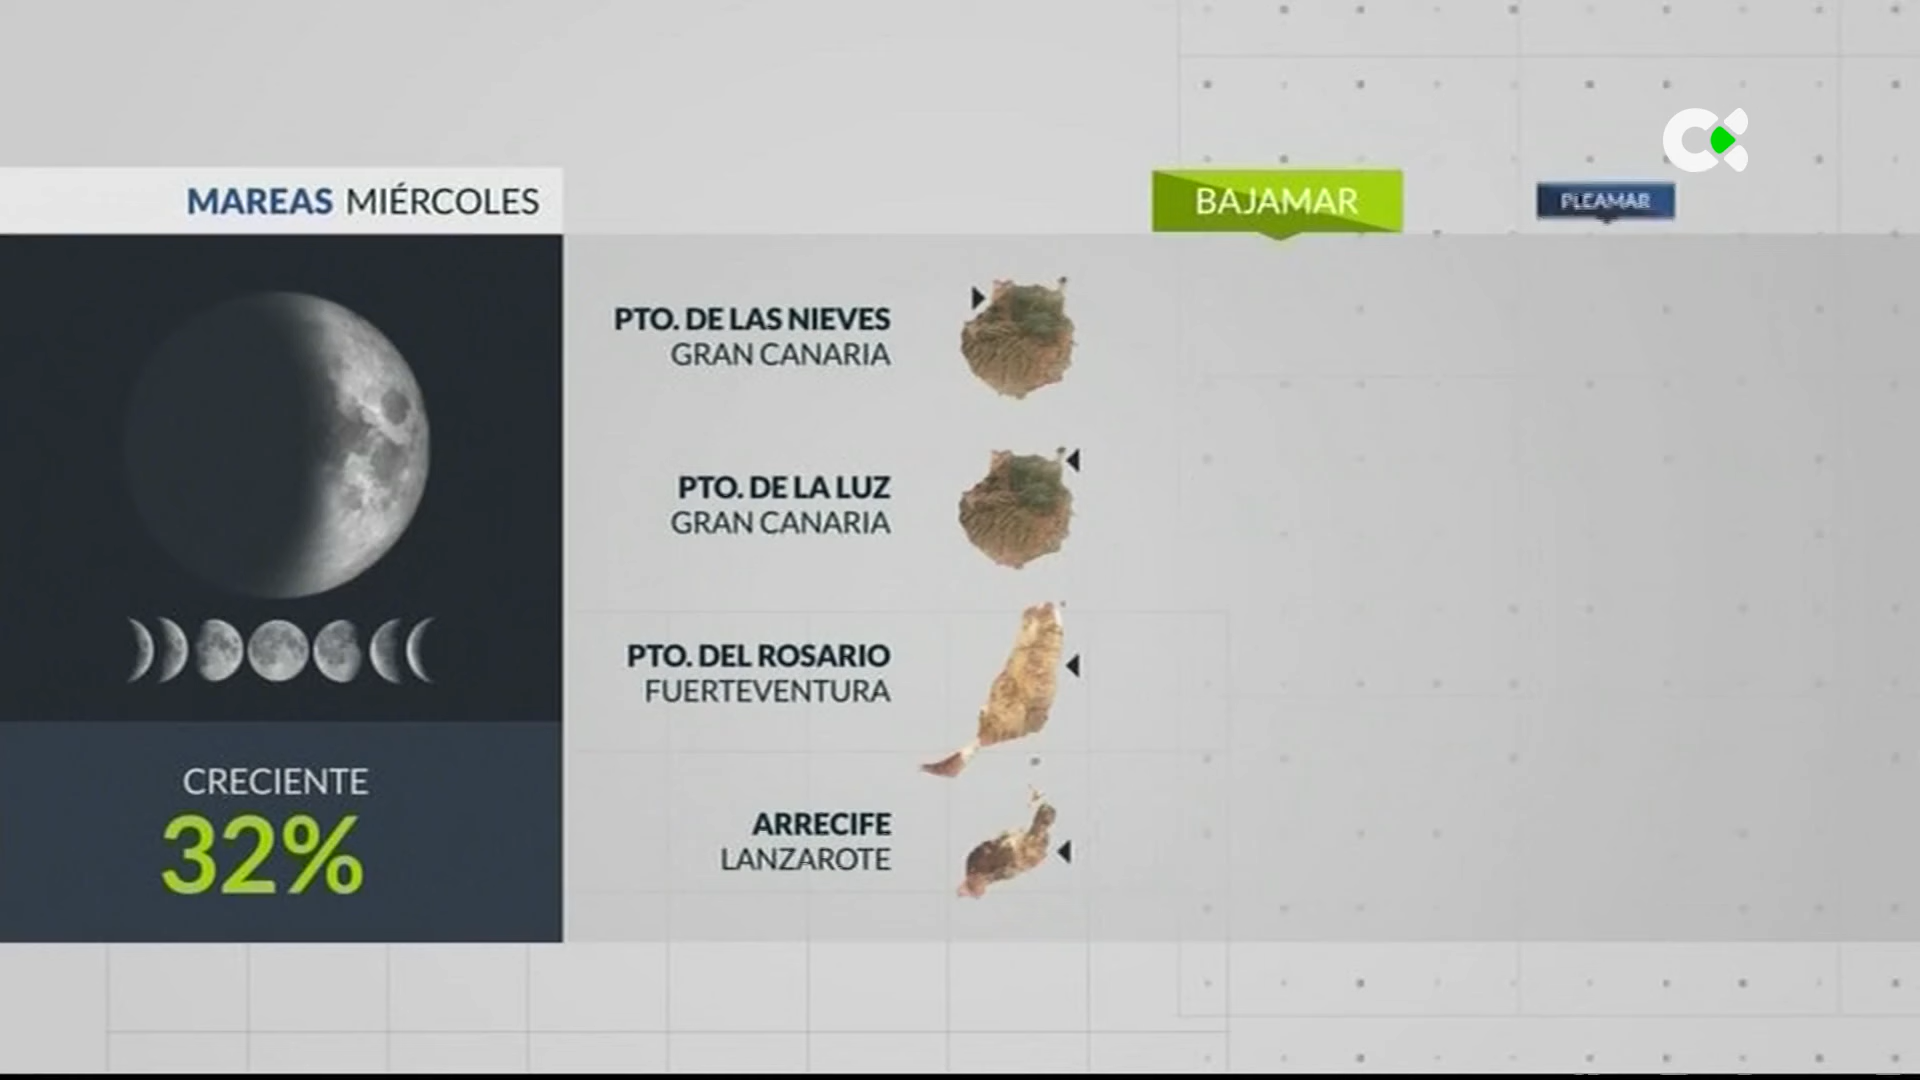 MAREAS MIÉRCOLES
BAJAMAR
PLEAMAR
PTO. DE LAS NIEVES
GRAN CANARIA
PTO. DE LA LUZ
GRAN CANARIA
PTO. DEL ROSARIO
FUERTEVENTURA
ARRECIFE
LANZAROTE
CRECIENTE
32%